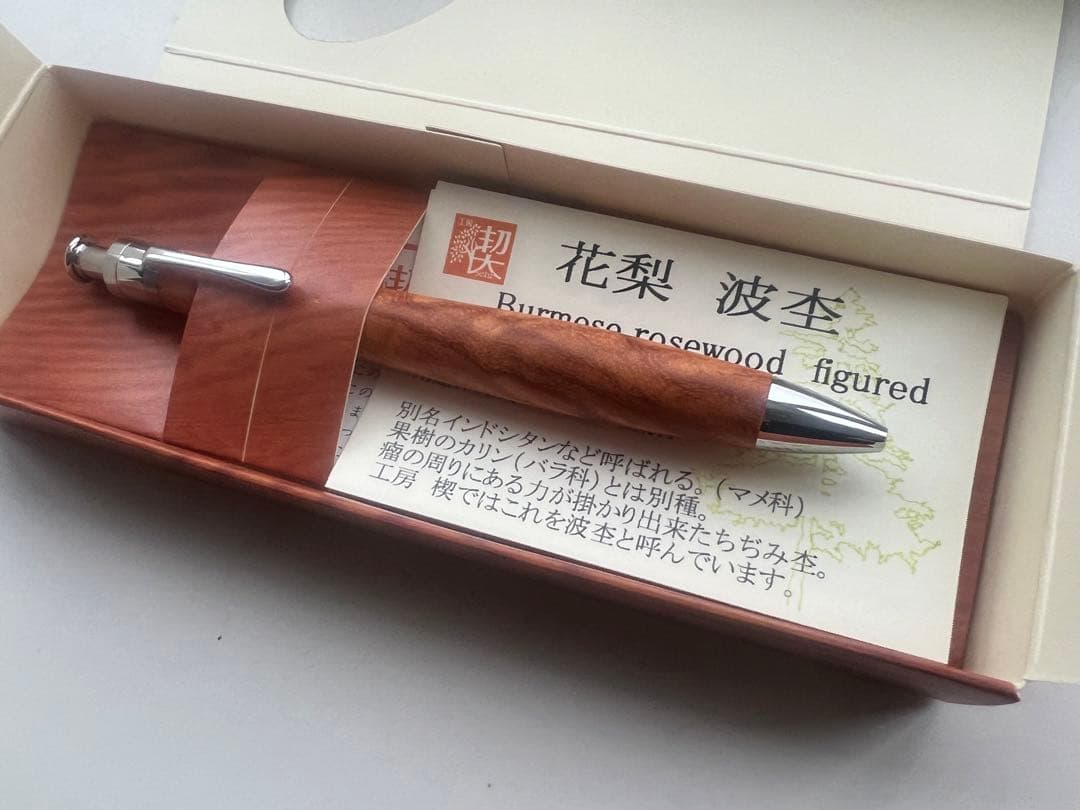 工房
契
花梨 波杢
Burmese rosewood figured
別名インドシタンなど呼ばれる。(マメ科)
果樹のカリン(バラ科)とは別種。
瘤の周りにある力が掛かり出来たちぢみ杢。
工房 楔ではこれを波杢と呼んでいます。